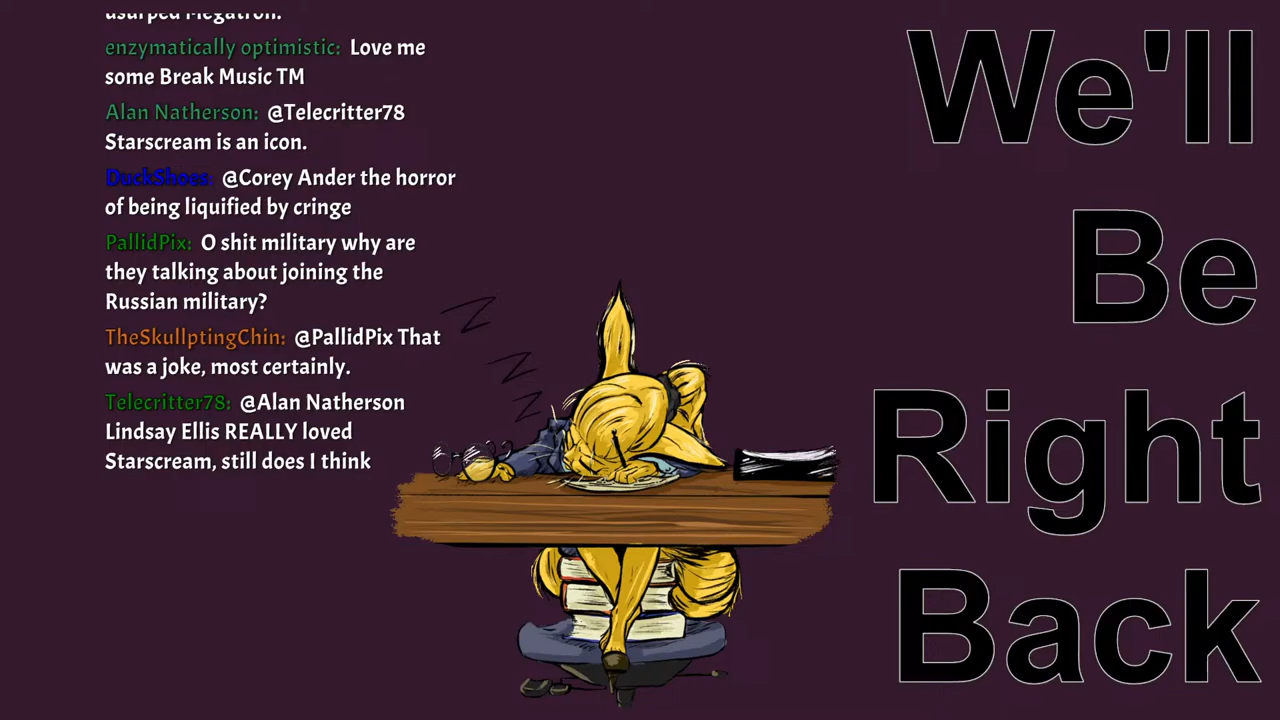 usurped Megatron.
enzymatically optimistic: Love me
some Break Music TM
Alan Natherson: @Telecritter78
Starscream is an icon.
DuckShoes: @Corey Ander the horror
of being liquified by cringe
PallidPix: O shit military why are
they talking about joining the
Russian military?
TheSkullptingChin: @PallidPix That
was a joke, most certainly.
Telecritter78: @Alan Natherson
Lindsay Ellis REALLY loved
Starscream, still does I think
Z
Z
Z
We'll
Be
Right
Back